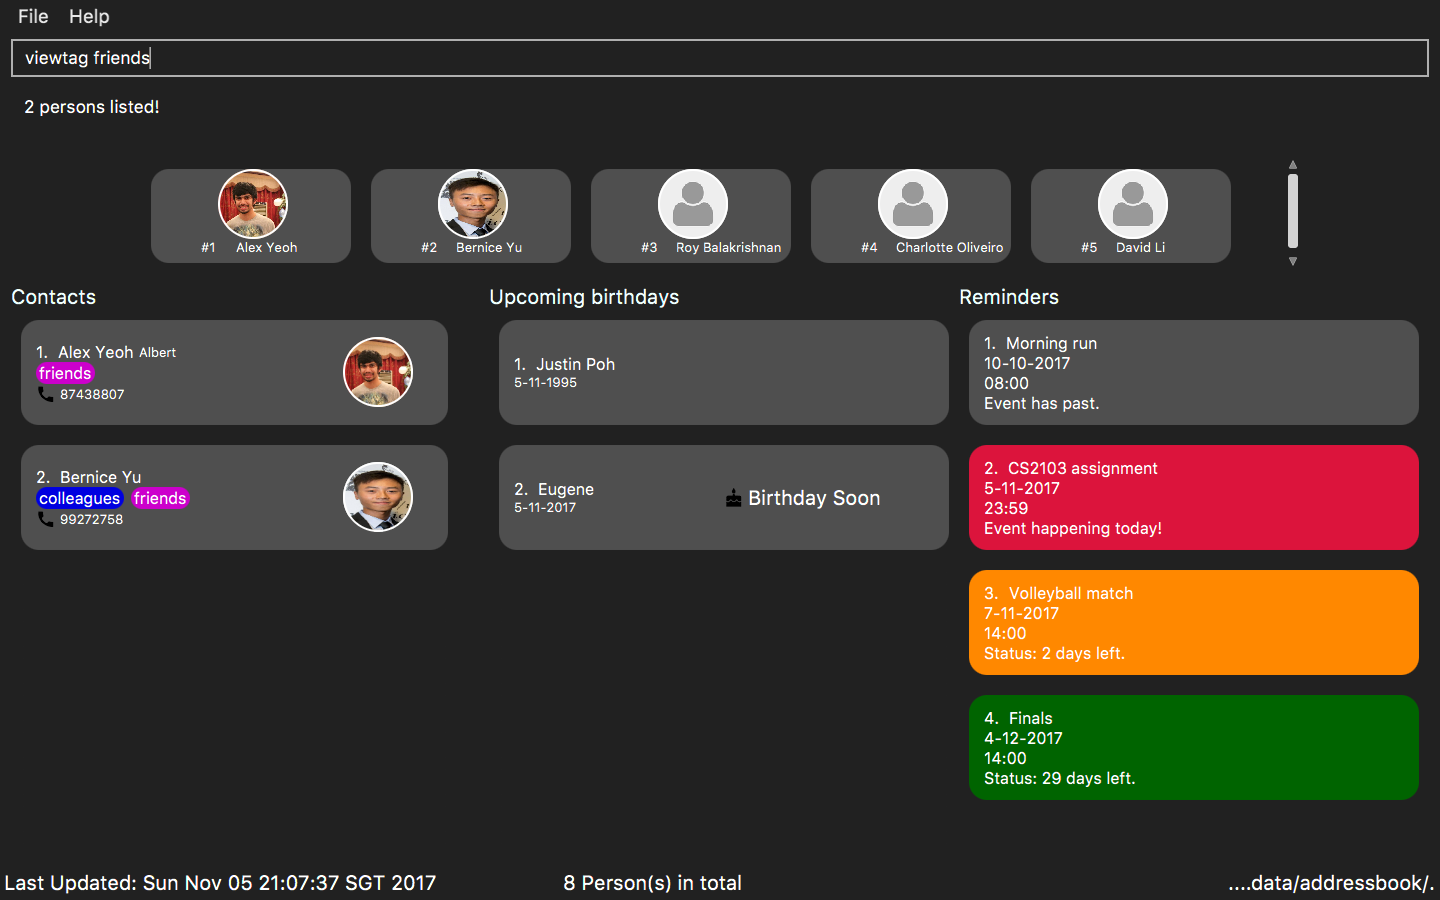 File Help
viewtag friends
2 persons listed!
#1 Alex Yeoh
#2 Bernice Yu
#3 Roy Balakrishnan
#4 Charlotte Oliveiro
#5 David Li
Contacts
1. Alex Yeoh Albert
friends
87438807
2. Bernice Yu
colleagues friends
99272758
Upcoming birthdays
1. Justin Poh
5-11-1995
2. Eugene
5-11-2017
Birthday Soon
Reminders
1. Morning run
10-10-2017
08:00
Event has past.
2. CS2103 assignment
5-11-2017
23:59
Event happening today!
3. Volleyball match
7-11-2017
14:00
Status: 2 days left.
4. Finals
4-12-2017
14:00
Status: 29 days left.
Last Updated: Sun Nov 05 21:07:37 SGT 2017
8 Person(s) in total
....data/addressbook/.